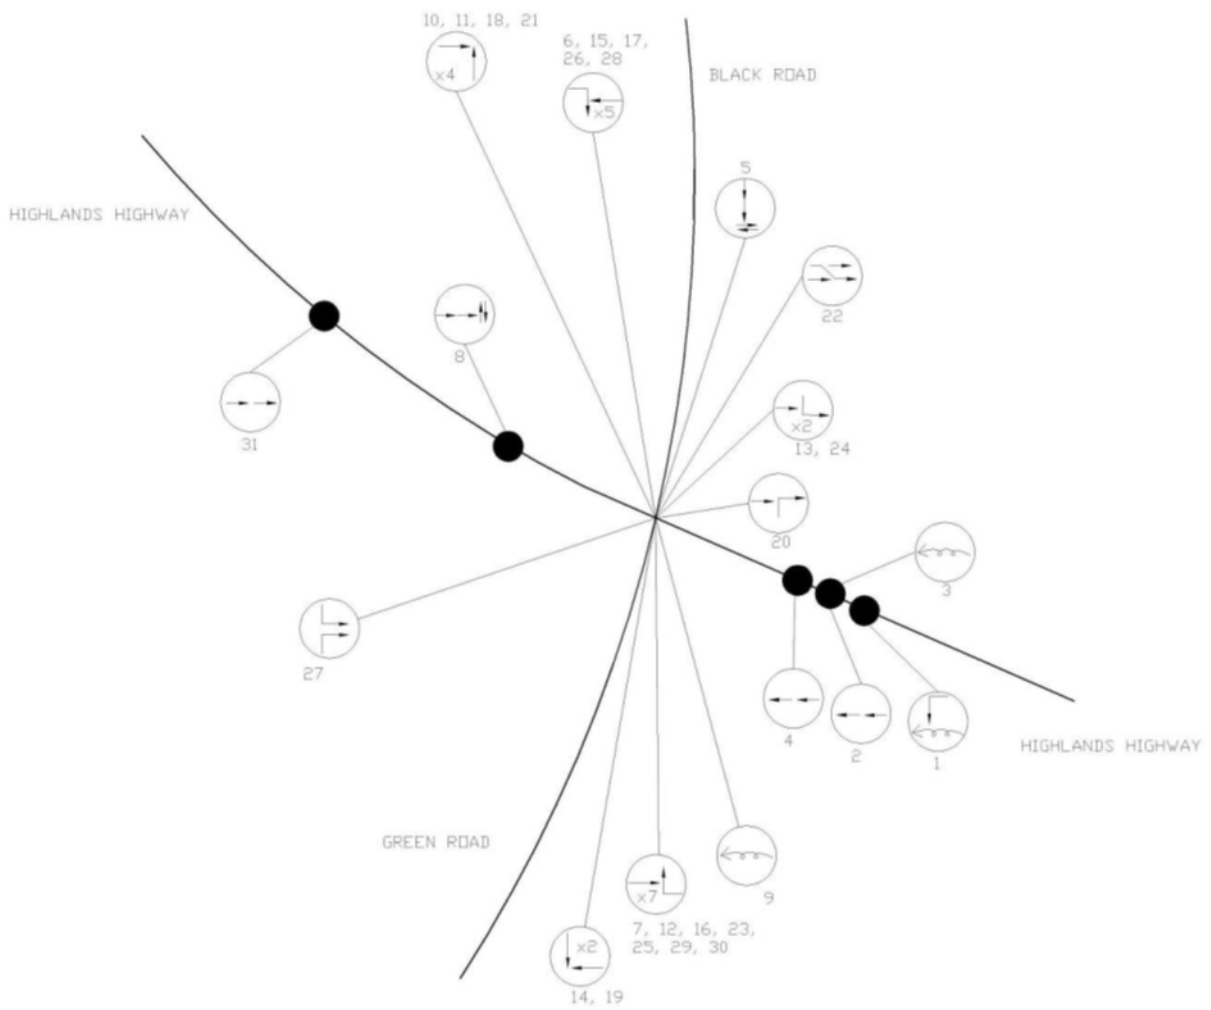 10, 11, 18, 21
x4
6, 15, 17,
26, 28
x5
BLACK ROAD
5
HIGHLANDS HIGHWAY
22
8
31
x2
13, 24
20
3
27
4
2
1
HIGHLANDS HIGHWAY
GREEN ROAD
x7
9
7, 12, 16, 23,
25, 29, 30
x2
14, 19